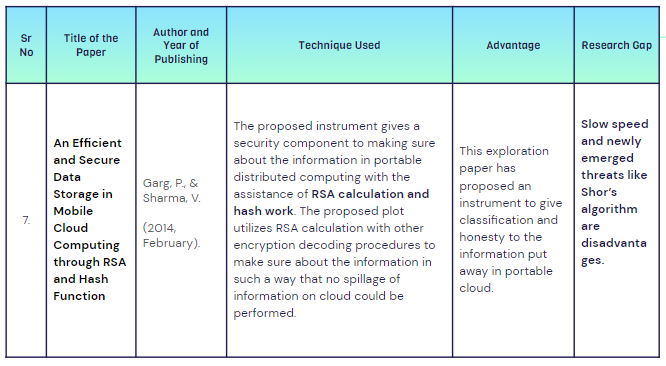 Sr
No
Title of the
Paper
Author and
Year of
Publishing
Technique Used
Advantage
Research Gap
7.
An Efficient
and Secure
Data
Storage in
Mobile
Cloud
Computing
through RSA
and Hash
Function
Garg, P., &
Sharma, V.
(2014,
February).
The proposed instrument gives a
security component to making sure
about the information in portable
distributed computing with the
assistance of RSA calculation and
hash work. The proposed plot
utilizes RSA calculation with other
encryption decoding procedures to
make sure about the information in
such a way that no spillage of
information on cloud could be
performed.
This exploration
paper has
proposed an
instrument to give
classification and
honesty to the
information put
away in portable
cloud.
Slow speed
and newly
emerged
threats like
Shor's
algorithm
are
disadvanta
ges.